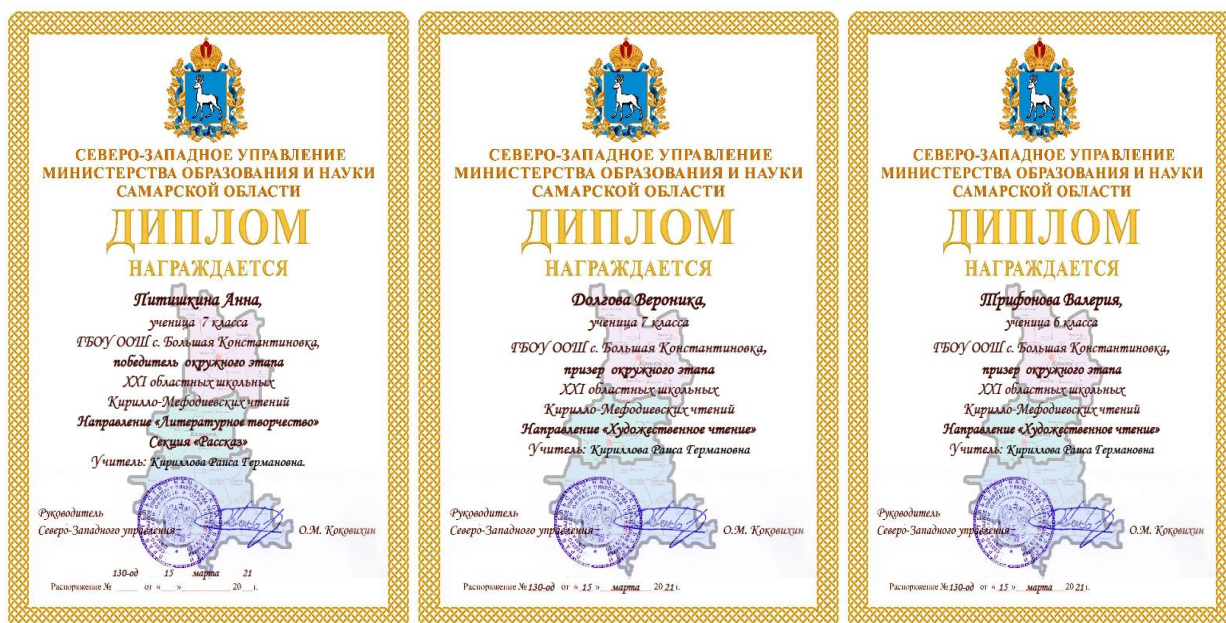 СЕВЕРО-ЗАПАДНОЕ УПРАВЛЕНИЕ
МИНИСТЕРСТВА ОБРАЗОВАНИЯ И НАУКИ
САМАРСКОЙ ОБЛАСТИ
ДИПЛОМ
НАГРАЖДАЕТСЯ
Питишкина Анна,
ученица 7 класса
ГБОУ ООШ с. Большая Константиновка,
победитель окружного этапа
XXI областных школьных
Кирилло-Мефодиевских чтений
Направление «Литературное творчество»
Секция «Рассказ»
Учитель: Кириллова Раиса Германовна.
Руководитель
Северо-Западного управления О.М. Коковихин
130-од 15 марта 21
Распоряжение № ____ от «___»__________ 20__г.
СЕВЕРО-ЗАПАДНОЕ УПРАВЛЕНИЕ
МИНИСТЕРСТВА ОБРАЗОВАНИЯ И НАУКИ
САМАРСКОЙ ОБЛАСТИ
ДИПЛОМ
НАГРАЖДАЕТСЯ
Долгова Вероника,
ученица 7 класса
ГБОУ ООШ с. Большая Константиновка,
призер окружного этапа
XXI областных школьных
Кирилло-Мефодиевских чтений
Направление «Художественное чтение»
Учитель: Кириллова Раиса Германовна
Руководитель
Северо-Западного управления О.М. Коковихин
Распоряжение № 130-од от « 15 » марта 20 21 г.
СЕВЕРО-ЗАПАДНОЕ УПРАВЛЕНИЕ
МИНИСТЕРСТВА ОБРАЗОВАНИЯ И НАУКИ
САМАРСКОЙ ОБЛАСТИ
ДИПЛОМ
НАГРАЖДАЕТСЯ
Трифонова Валерия,
ученица 6 класса
ГБОУ ООШ с. Большая Константиновка,
призер окружного этапа
XXI областных школьных
Кирилло-Мефодиевских чтений
Направление «Художественное чтение»
Учитель: Кириллова Раиса Германовна
Руководитель
Северо-Западного управления О.М. Коковихин
Распоряжение № 130-од от « 15 » марта 20 21 г.